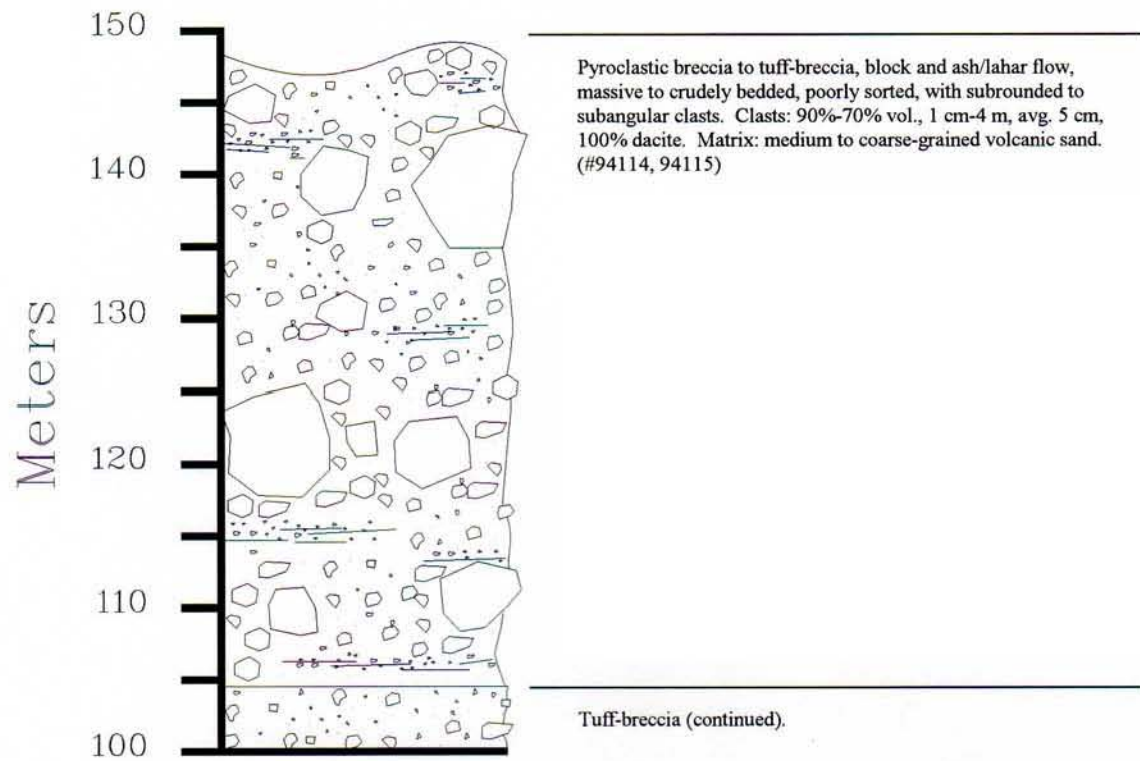 150
140
130
120
110
100
Meters
Pyroclastic breccia to tuff-breccia, block and ash/lahar flow,
massive to crudely bedded, poorly sorted, with subrounded to
subangular clasts. Clasts: 90%-70% vol., 1 cm-4 m, avg. 5 cm,
100% dacite. Matrix: medium to coarse-grained volcanic sand.
(#94114, 94115)
Tuff-breccia (continued).